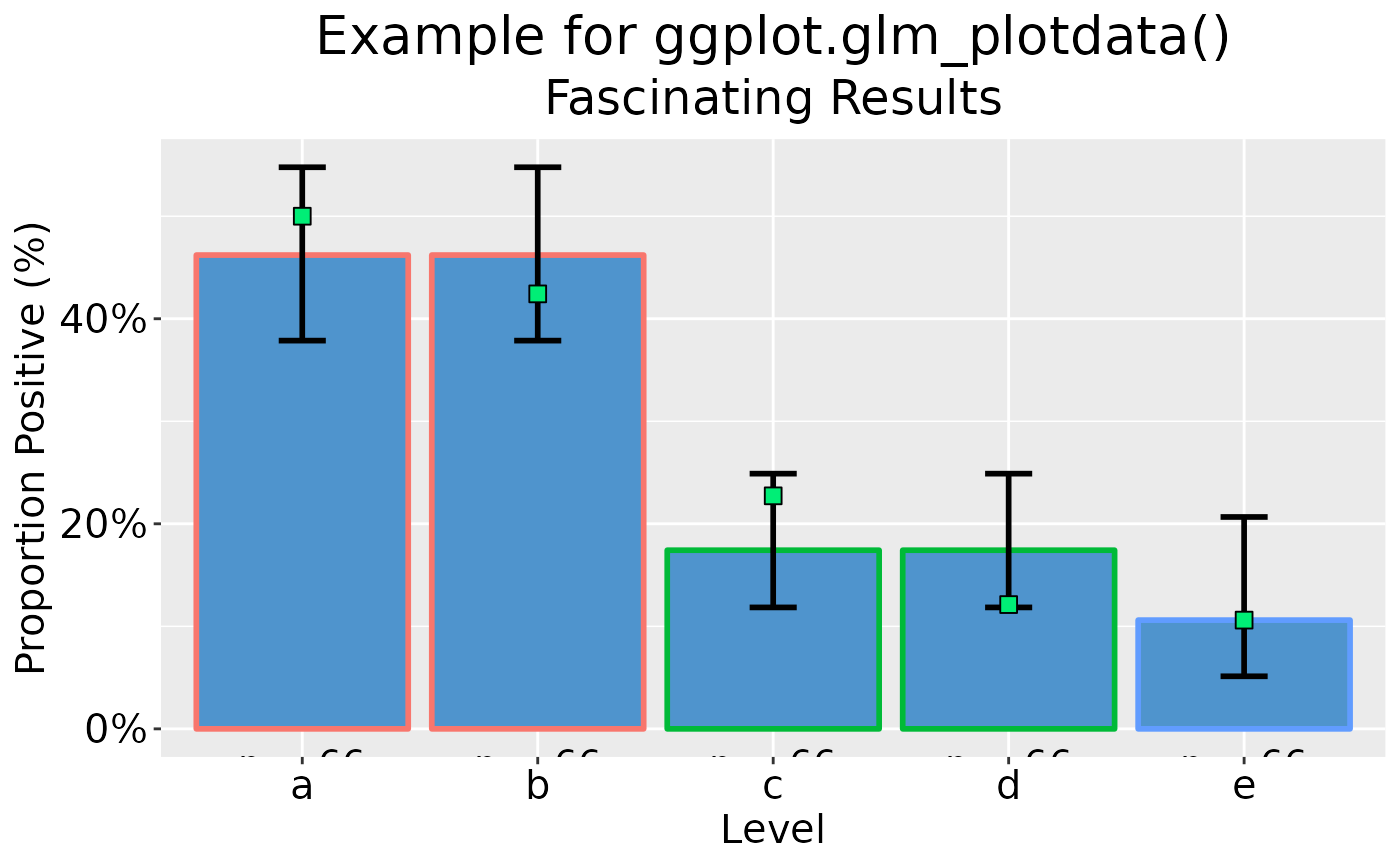 Example for ggplot.glm_plotdata()
Fascinating Results
Proportion Positive (%)
40%
20%
0%
a b c d e
Level